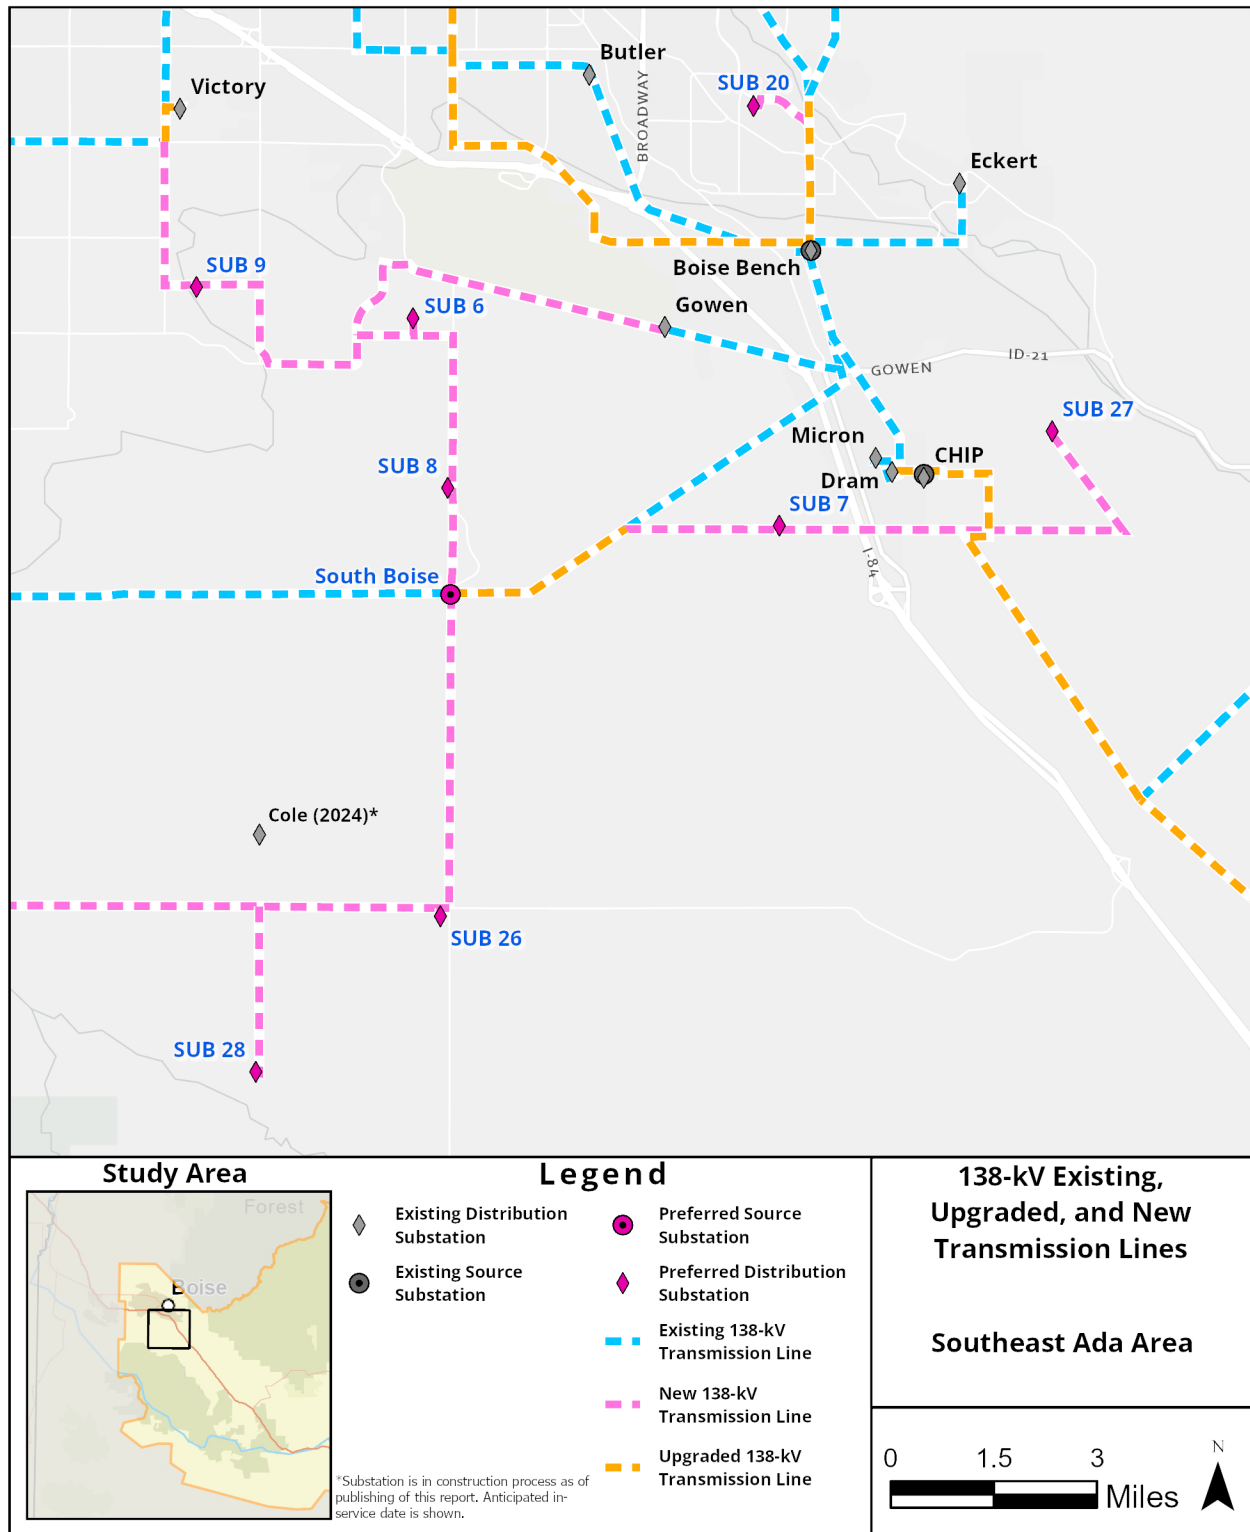 Butler
Victory
SUB 20
BROADWAY
Eckert
SUB 9
Boise Bench
SUB 6
Gowen
GOWEN
ID-21
SUB 27
Micron
SUB 8
CHIP
Dram
SUB 7
I-84
South Boise
Cole (2024)*
SUB 26
SUB 28
Study Area
Forest
Boise
*Substation is in construction process as of
publishing of this report. Anticipated in-
service date is shown.
Legend
Existing Distribution
Substation
Existing Source
Substation
Preferred Source
Substation
Preferred Distribution
Substation
Existing 138-kV
Transmission Line
New 138-kV
Transmission Line
Upgraded 138-kV
Transmission Line
138-kV Existing,
Upgraded, and New
Transmission Lines
Southeast Ada Area
0 1.5 3
Miles
N